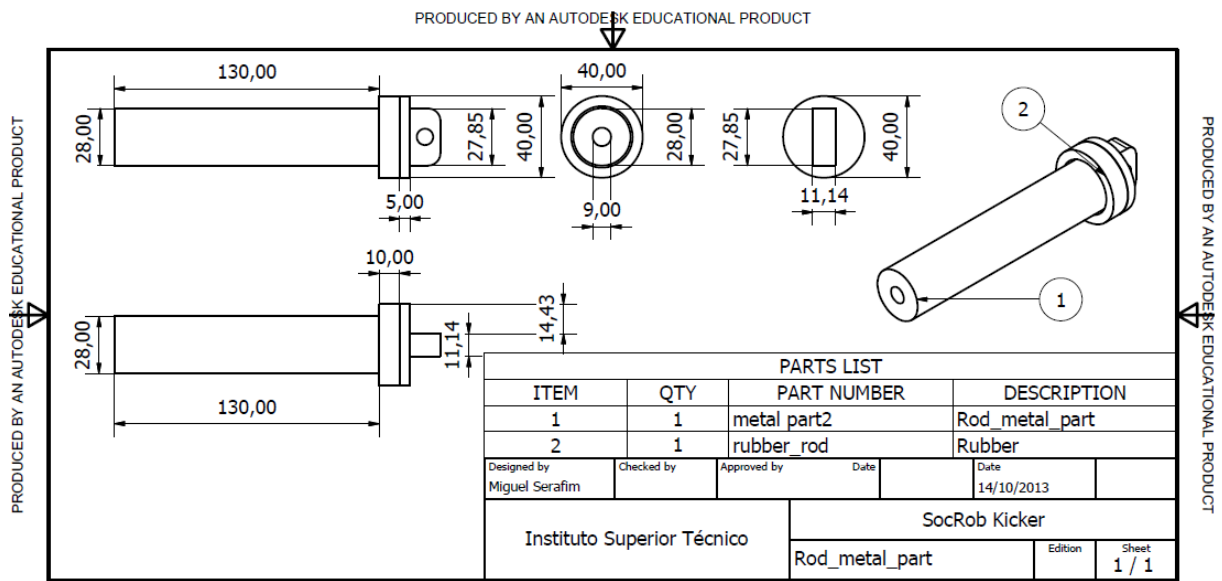 PRODUCED BY AN AUTODESK EDUCATIONAL PRODUCT
PRODUCED BY AN AUTODESK EDUCATIONAL PRODUCT
PRODUCED BY AN AUTODESK EDUCATIONAL PRODUCT
130,00
28,00
27,85
40,00
5,00
40,00
28,00
9,00
27,85
40,00
11,14
2
1
10,00
28,00
11,14
14,43
130,00
PARTS LIST
ITEM QTY PART NUMBER DESCRIPTION
1 1 metal part2 Rod_metal_part
2 1 rubber_rod Rubber
Designed by Checked by Approved by Date Date
Miguel Serafim 14/10/2013
Instituto Superior Técnico
SocRob Kicker
Rod_metal_part
Edition
Sheet
1 / 1